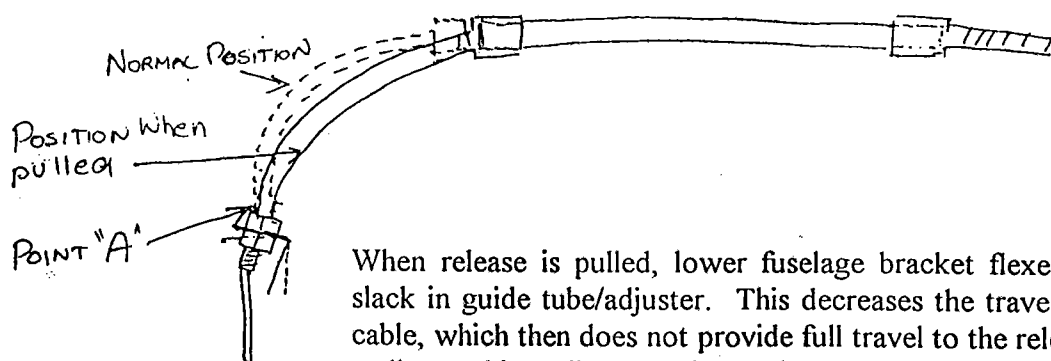 NORMAL POSITION
POSITION When
pulled
POINT "A"
When release is pulled, lower fuselage bracket flexe
slack in guide tube/adjuster. This decreases the trave
cable, which then does not provide full travel to the rel